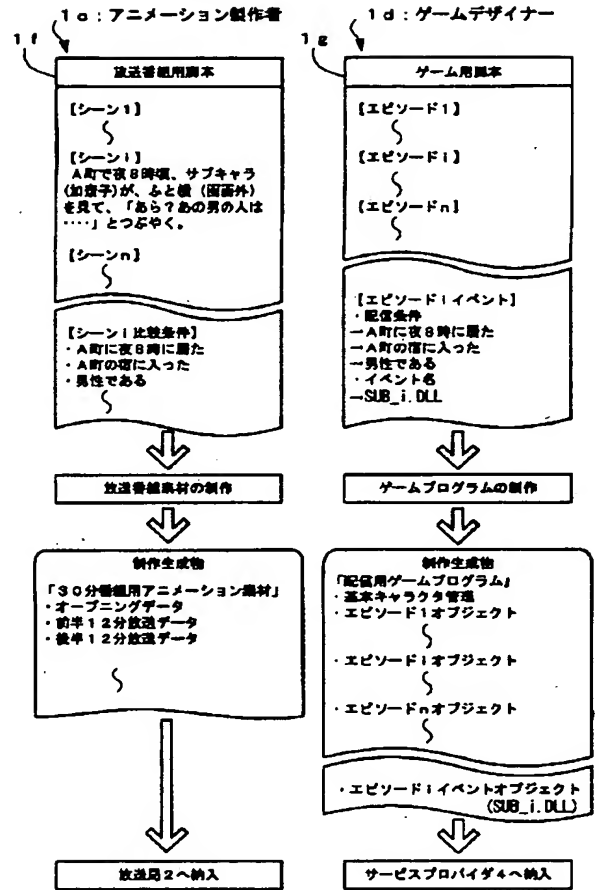 1a:アニメーション製作者
1f
放送番組用脚本
【シーン1】
【シーンi】
A町で夜8時頃、サブキャラ
(加奈子)が、ふと横(画面外)
を見て、「あら?あの男の人は
····」とつぶやく。
【シーンn】
【シーンi比較条件】
・A町に夜8時に居た
・A町の宿に入った
・男性である
放送番組素材の制作
制作生成物
「30分番組用アニメーション素材」
・オープニングデータ
・前半12分放送データ
・後半12分放送データ
放送局2へ納入
1d:ゲームデザイナー
1g
ゲーム用脚本
【エピソード1】
【エピソードi】
【エピソードn】
【エピソードiイベント】
・配信条件
→A町に夜8時に居た
→A町の宿に入った
→男性である
・イベント名
→SUB_i.DLL
ゲームプログラムの制作
制作生成物
「配信用ゲームプログラム」
・基本キャラクタ管理
・エピソード1オブジェクト
・エピソードiオブジェクト
・エピソードnオブジェクト
・エピソードiイベントオブジェクト
(SUB_i.DLL)
サービスプロバイダ4へ納入